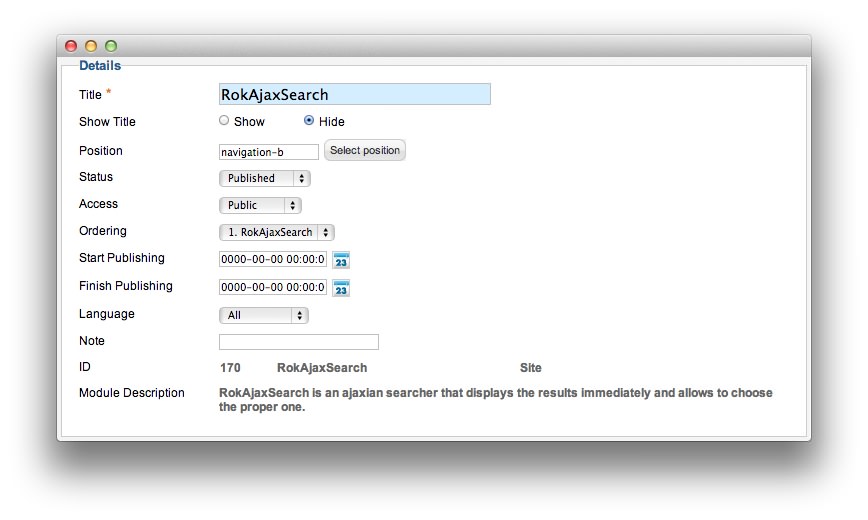 Details
Title * RokAjaxSearch
Show Title Show Hide
Position navigation-b Select position
Status Published
Access Public
Ordering 1. RokAjaxSearch
Start Publishing 0000-00-00 00:00:0 23
Finish Publishing 0000-00-00 00:00:0 23
Language All
Note
ID 170 RokAjaxSearch Site
Module Description RokAjaxSearch is an ajaxian searcher that displays the results immediately and allows to choose
the proper one.